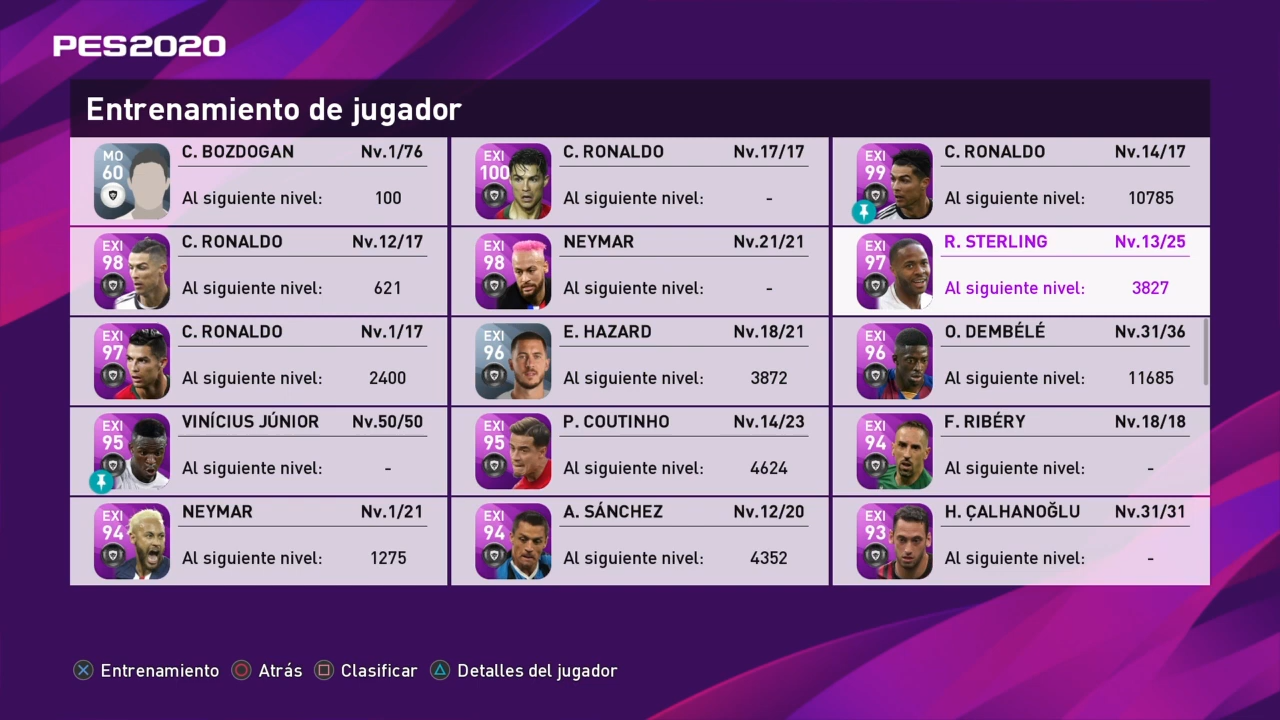 PES2020
Entrenamiento de jugador
MO 60 C. BOZDOGAN Nv.1/76
Al siguiente nivel: 100
EXI 100 C. RONALDO Nv.17/17
Al siguiente nivel: -
EXI 99 C. RONALDO Nv.14/17
Al siguiente nivel: 10785
EXI 98 C. RONALDO Nv.12/17
Al siguiente nivel: 621
EXI 98 NEYMAR Nv.21/21
Al siguiente nivel: -
EXI 97 R. STERLING Nv.13/25
Al siguiente nivel: 3827
EXI 97 C. RONALDO Nv.1/17
Al siguiente nivel: 2400
EXI 96 E. HAZARD Nv.18/21
Al siguiente nivel: 3872
EXI 96 O. DEMBÉLÉ Nv.31/36
Al siguiente nivel: 11685
EXI 95 VINÍCIUS JÚNIOR Nv.50/50
Al siguiente nivel: -
EXI 95 P. COUTINHO Nv.14/23
Al siguiente nivel: 4624
EXI 94 F. RIBÉRY Nv.18/18
Al siguiente nivel: -
EXI 94 NEYMAR Nv.1/21
Al siguiente nivel: 1275
EXI 94 A. SÁNCHEZ Nv.12/20
Al siguiente nivel: 4352
EXI 93 H. ÇALHANOĞLU Nv.31/31
Al siguiente nivel: -
Entrenamiento Atrás Clasificar Detalles del jugador